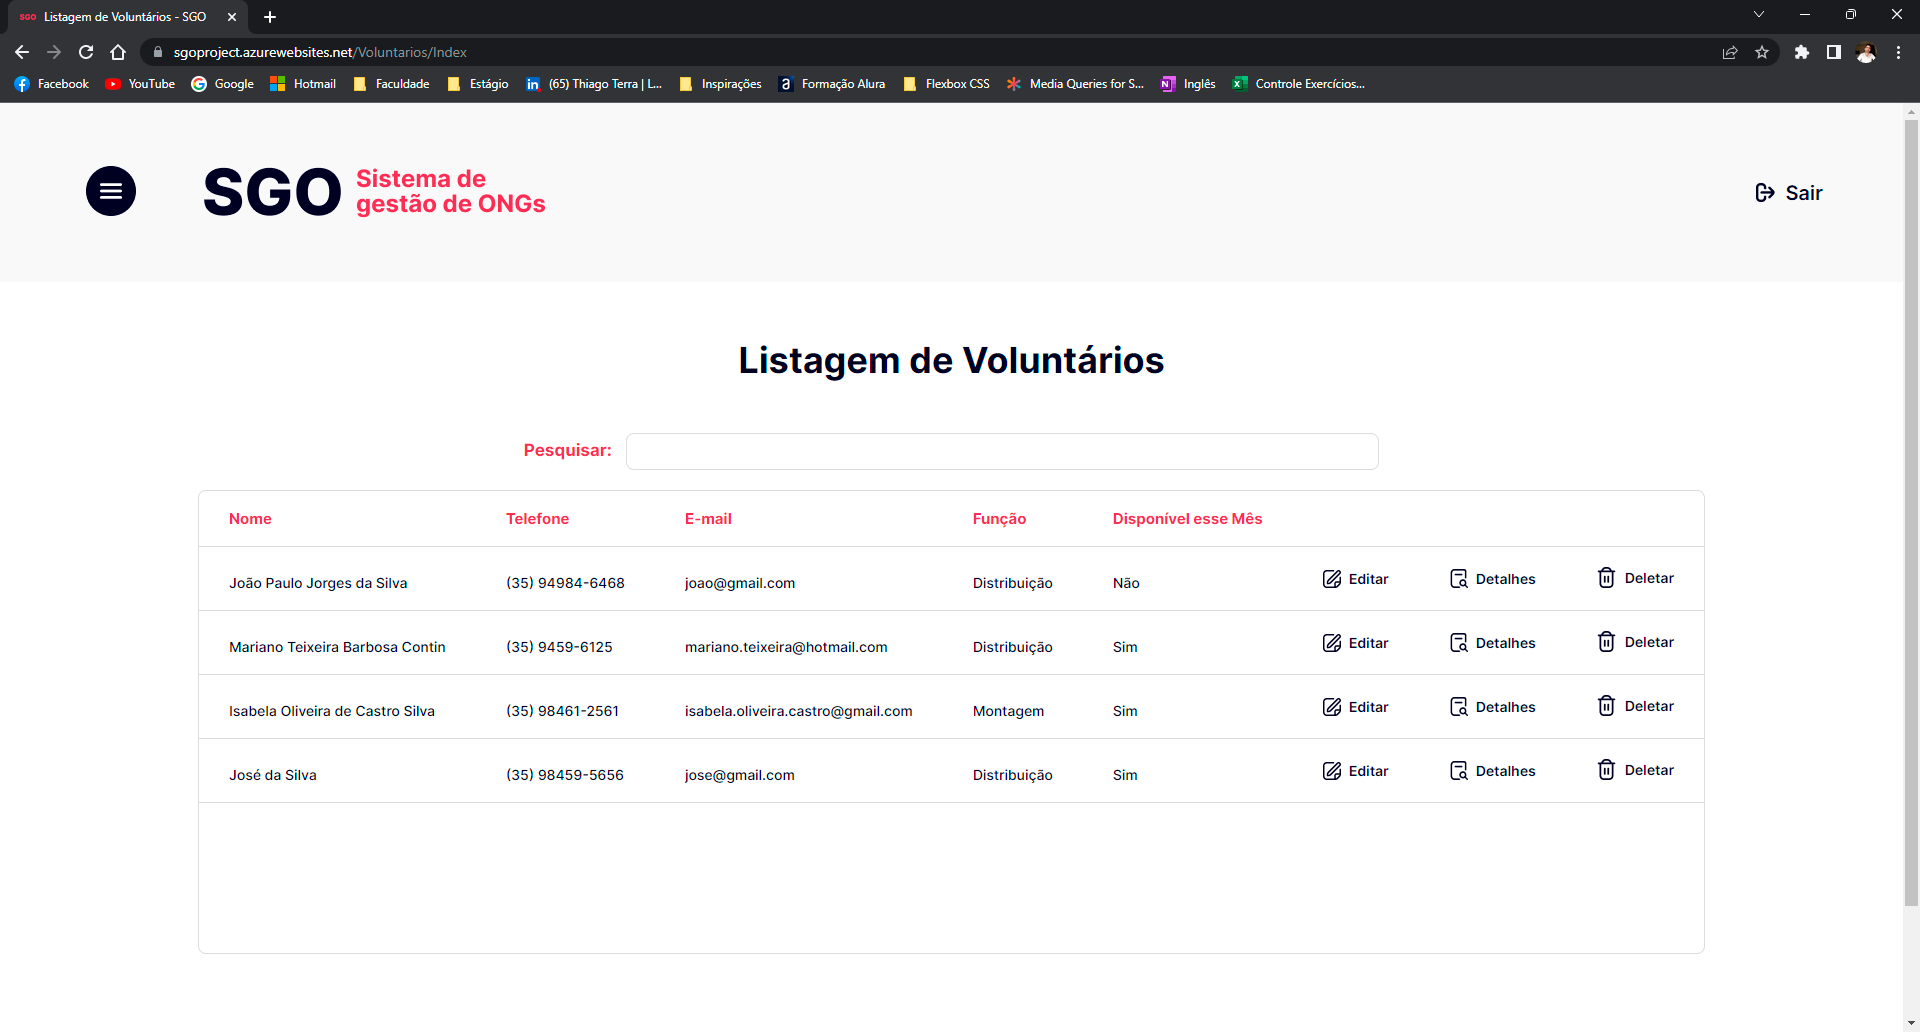 SGO Listagem de Voluntários - SGO
sgoproject.azurewebsites.net/Voluntarios/Index
Facebook YouTube Google Hotmail Faculdade Estágio (65) Thiago Terra | L... Inspirações Formação Alura Flexbox CSS Media Queries for S... Inglês Controle Exercícios...
SGO Sistema de
gestão de ONGs
Sair
Listagem de Voluntários
Pesquisar:
Nome Telefone E-mail Função Disponível esse Mês
João Paulo Jorges da Silva (35) 94984-6468 joao@gmail.com Distribuição Não Editar Detalhes Deletar
Mariano Teixeira Barbosa Contin (35) 9459-6125 mariano.teixeira@hotmail.com Distribuição Sim Editar Detalhes Deletar
Isabela Oliveira de Castro Silva (35) 98461-2561 isabela.oliveira.castro@gmail.com Montagem Sim Editar Detalhes Deletar
José da Silva (35) 98459-5656 jose@gmail.com Distribuição Sim Editar Detalhes Deletar